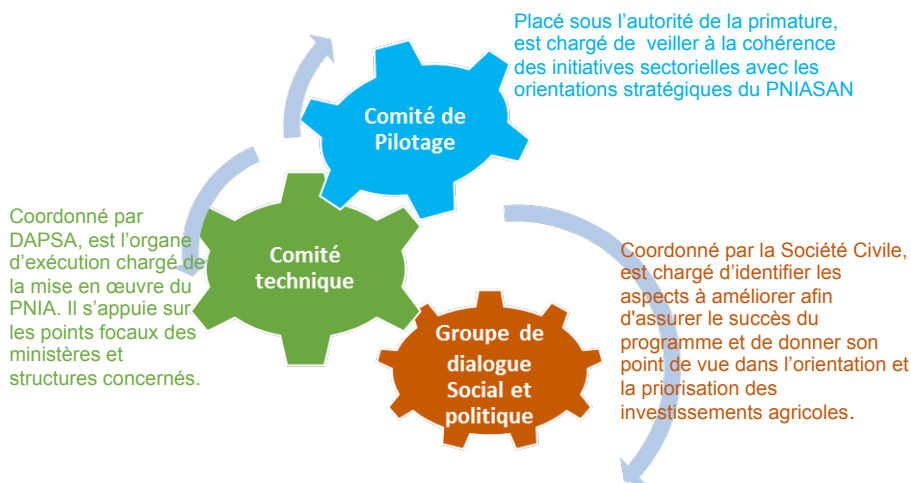 Placé sous l’autorité de la primature,
est chargé de veiller à la cohérence
des initiatives sectorielles avec les
orientations stratégiques du PNIASAN
Comité de
Pilotage
Coordonné par
DAPSA, est l’organe
d’exécution chargé de
la mise en œuvre du
PNIA. Il s’appuie sur
les points focaux des
ministères et
structures concernés.
Comité
technique
Coordonné par la Société Civile,
est chargé d’identifier les
aspects à améliorer afin
d'assurer le succès du
programme et de donner son
point de vue dans l’orientation et
la priorisation des
investissements agricoles.
Groupe de
dialogue
Social et
politique